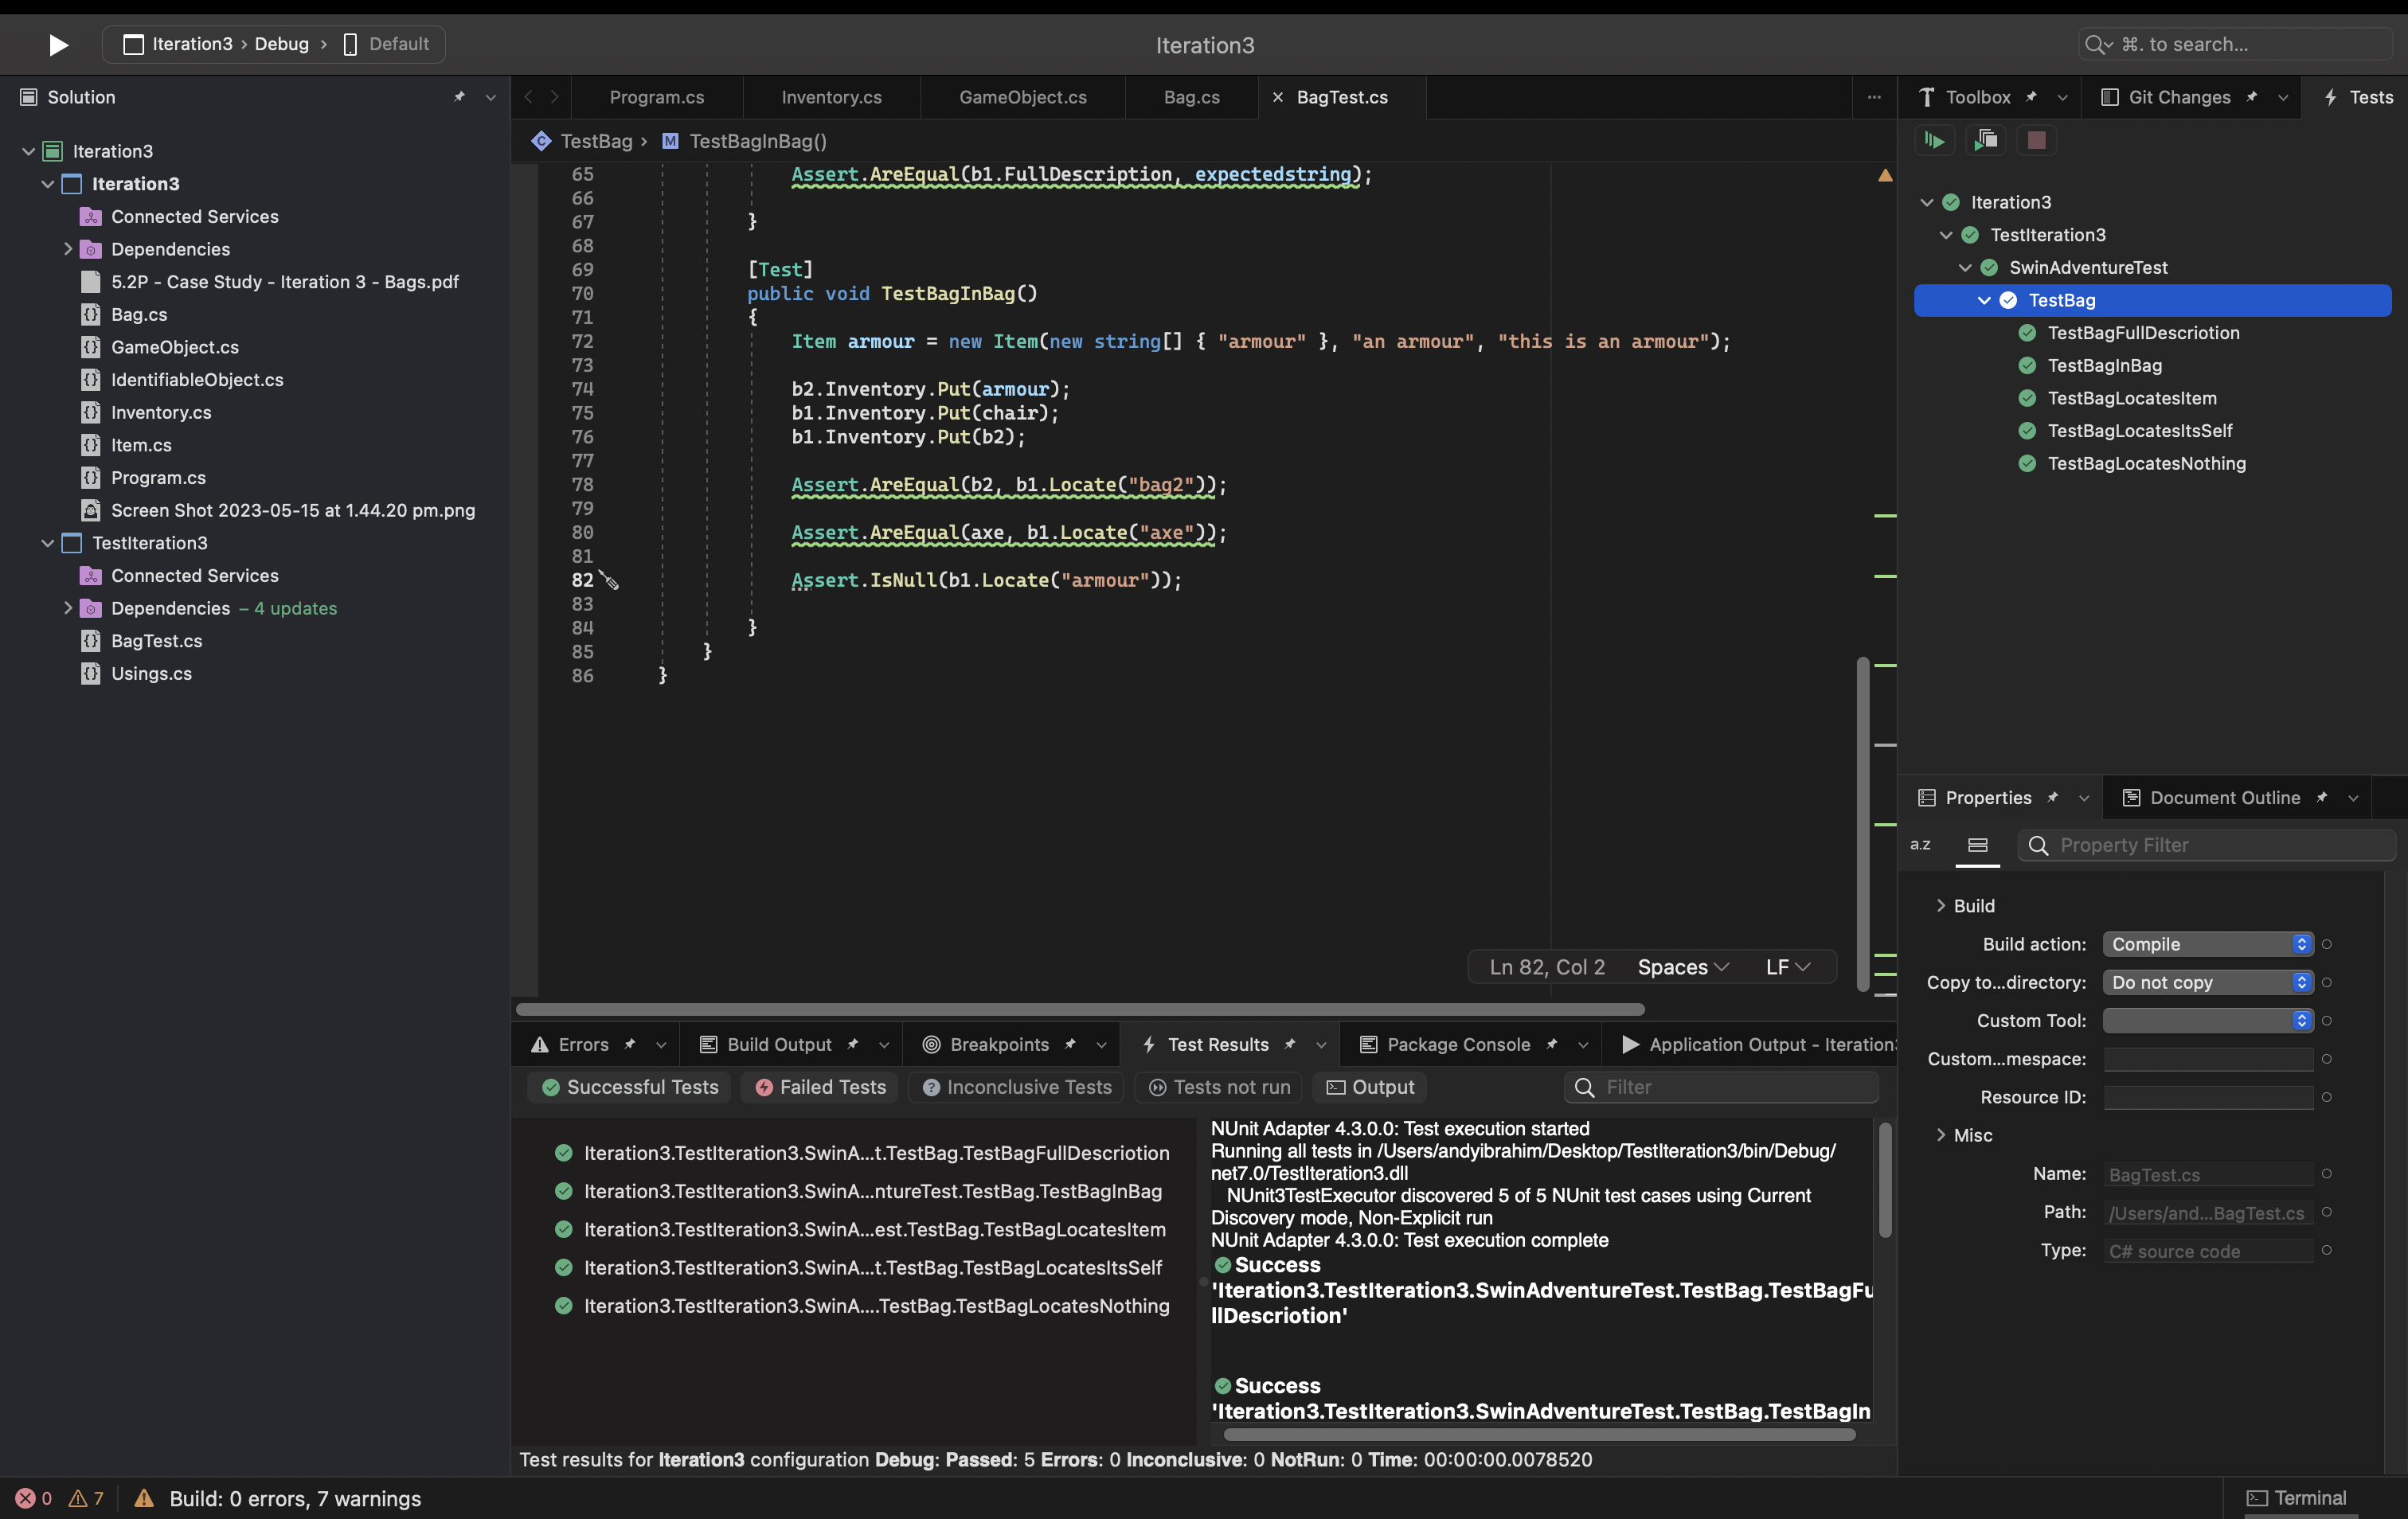 Iteration3 › Debug › Default
Iteration3
⌘. to search...
Solution
Program.cs
Inventory.cs
GameObject.cs
Bag.cs
BagTest.cs
Toolbox
Git Changes
Tests
TestBag › M TestBagInBag()
Iteration3
Iteration3
Connected Services
Dependencies
5.2P - Case Study - Iteration 3 - Bags.pdf
Bag.cs
GameObject.cs
IdentifiableObject.cs
Inventory.cs
Item.cs
Program.cs
Screen Shot 2023-05-15 at 1.44.20 pm.png
TestIteration3
Connected Services
Dependencies – 4 updates
BagTest.cs
Usings.cs
65 Assert.AreEqual(b1.FullDescription, expectedstring);
66
67 }
68
69 [Test]
70 public void TestBagInBag()
71 {
72 Item armour = new Item(new string[] { "armour" }, "an armour", "this is an armour");
73
74 b2.Inventory.Put(armour);
75 b1.Inventory.Put(chair);
76 b1.Inventory.Put(b2);
77
78 Assert.AreEqual(b2, b1.Locate("bag2"));
79
80 Assert.AreEqual(axe, b1.Locate("axe"));
81
82 Assert.IsNull(b1.Locate("armour"));
83
84 }
85 }
86 }
Ln 82, Col 2 Spaces LF
Iteration3
TestIteration3
SwinAdventureTest
TestBag
TestBagFullDescriotion
TestBagInBag
TestBagLocatesItem
TestBagLocatesItsSelf
TestBagLocatesNothing
Properties
Document Outline
a.z
Property Filter
Build
Build action: Compile
Copy to...directory: Do not copy
Custom Tool:
Custom...mespace:
Resource ID:
Misc
Name: BagTest.cs
Path: /Users/and...BagTest.cs
Type: C# source code
Errors
Build Output
Breakpoints
Test Results
Package Console
Application Output - Iteration3
Successful Tests
Failed Tests
Inconclusive Tests
Tests not run
Output
Filter
Iteration3.TestIteration3.SwinA...t.TestBag.TestBagFullDescriotion
Iteration3.TestIteration3.SwinA...ntureTest.TestBag.TestBagInBag
Iteration3.TestIteration3.SwinA...est.TestBag.TestBagLocatesItem
Iteration3.TestIteration3.SwinA...t.TestBag.TestBagLocatesItsSelf
Iteration3.TestIteration3.SwinA....TestBag.TestBagLocatesNothing
NUnit Adapter 4.3.0.0: Test execution started
Running all tests in /Users/andyibrahim/Desktop/TestIteration3/bin/Debug/
net7.0/TestIteration3.dll
NUnit3TestExecutor discovered 5 of 5 NUnit test cases using Current
Discovery mode, Non-Explicit run
NUnit Adapter 4.3.0.0: Test execution complete
Success
'Iteration3.TestIteration3.SwinAdventureTest.TestBag.TestBagFu
llDescriotion'
Success
'Iteration3.TestIteration3.SwinAdventureTest.TestBag.TestBagIn
Test results for Iteration3 configuration Debug: Passed: 5 Errors: 0 Inconclusive: 0 NotRun: 0 Time: 00:00:00.0078520
0 7 Build: 0 errors, 7 warnings
Terminal